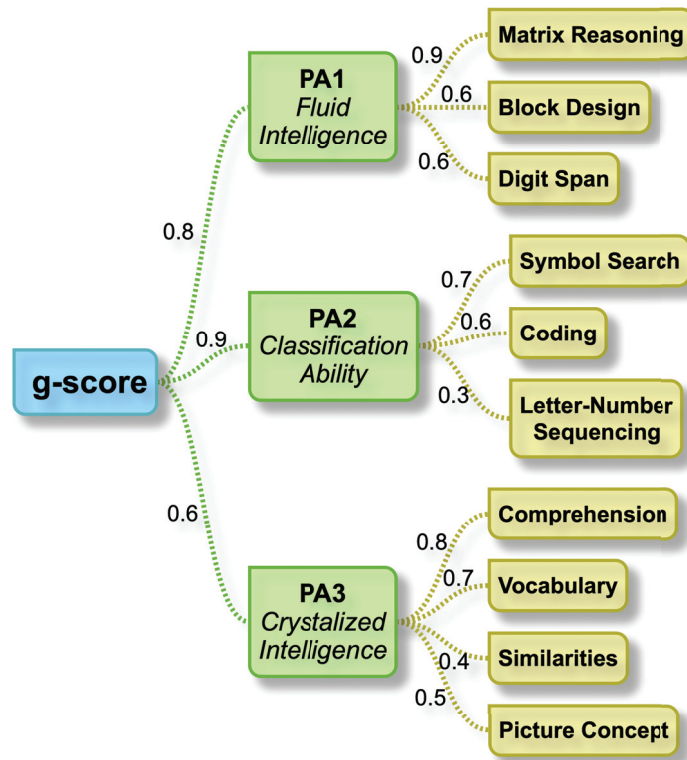 g-score
0.8
0.9
0.6
PA1
Fluid
Intelligence
0.9
0.6
0.6
Matrix Reasoning
Block Design
Digit Span
PA2
Classification
Ability
0.7
0.6
0.3
Symbol Search
Coding
Letter-Number
Sequencing
PA3
Crystalized
Intelligence
0.8
0.7
0.4
0.5
Comprehension
Vocabulary
Similarities
Picture Concept